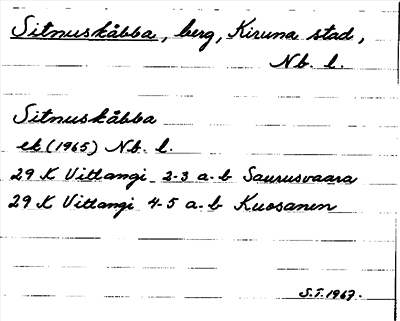 Sitnuskåbba, berg, Kiruna stad,
Nb. l.
Sitnuskåbba
ek (1965) Nb. l.
29 K Vittangi 2-3 a-b Saurusvaara
29 K Vittangi 4-5 a-b Kuosanen
S.T. 1967.